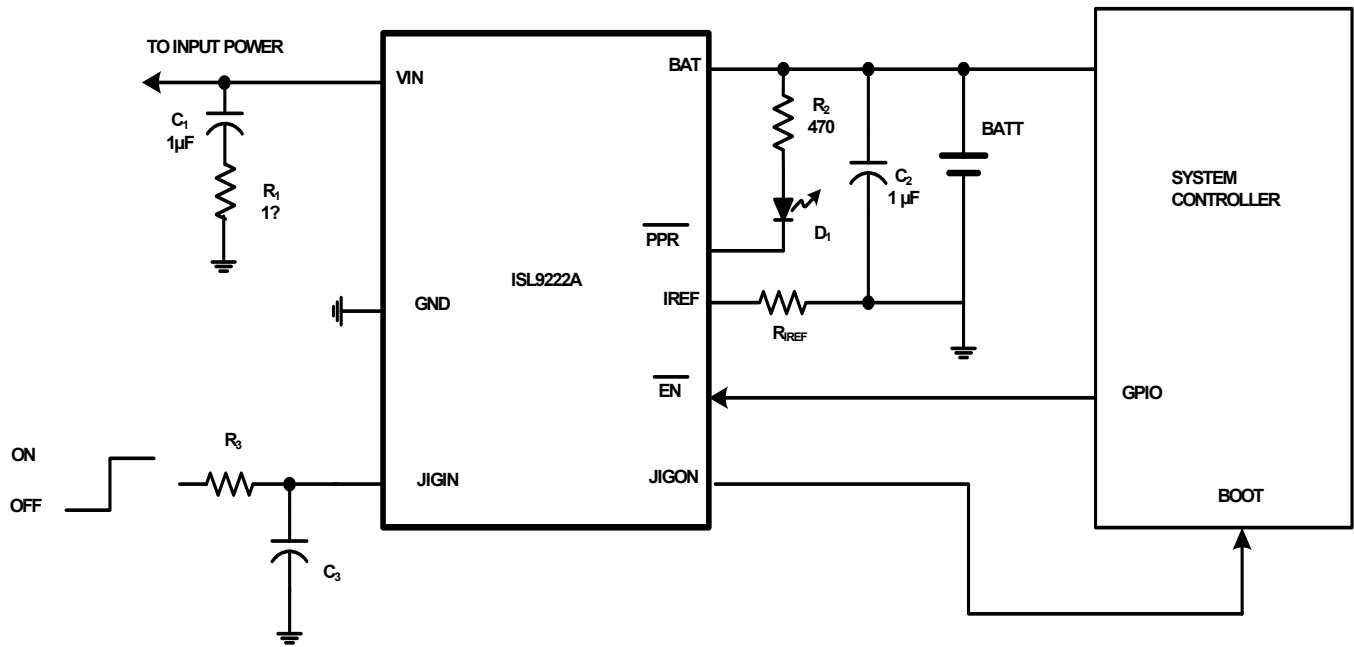 TO INPUT POWER
C1
1µF
R1
1?
VIN
GND
ISL9222A
BAT
PPR
IREF
EN
JIGIN
JIGON
R2
470
D1
C2
1 µF
BATT
RIREF
SYSTEM
CONTROLLER
GPIO
BOOT
ON
OFF
R3
C3